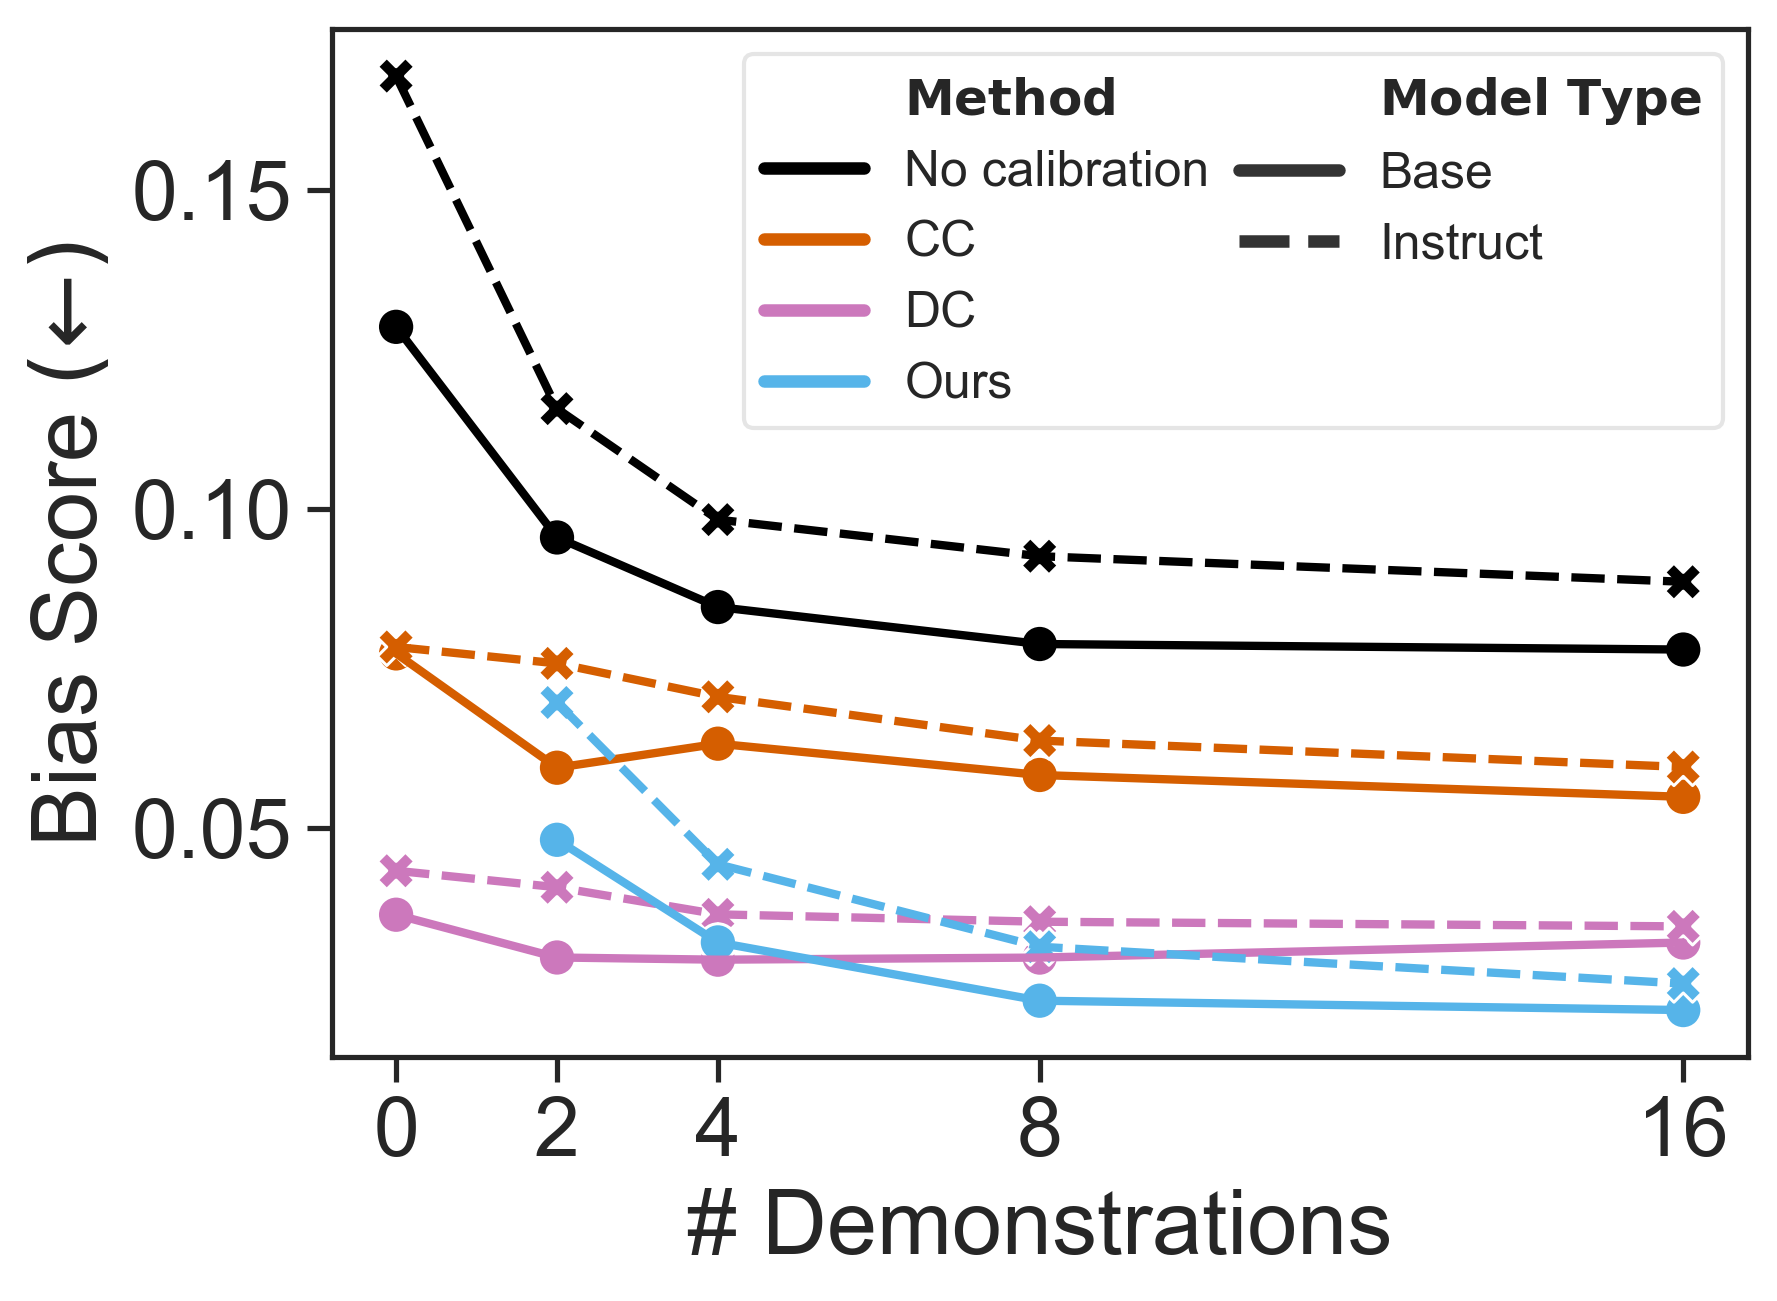 Bias Score (←)
0.15
0.10
0.05
Method
No calibration
CC
DC
Ours
Model Type
Base
Instruct
0 2 4 8 16
# Demonstrations